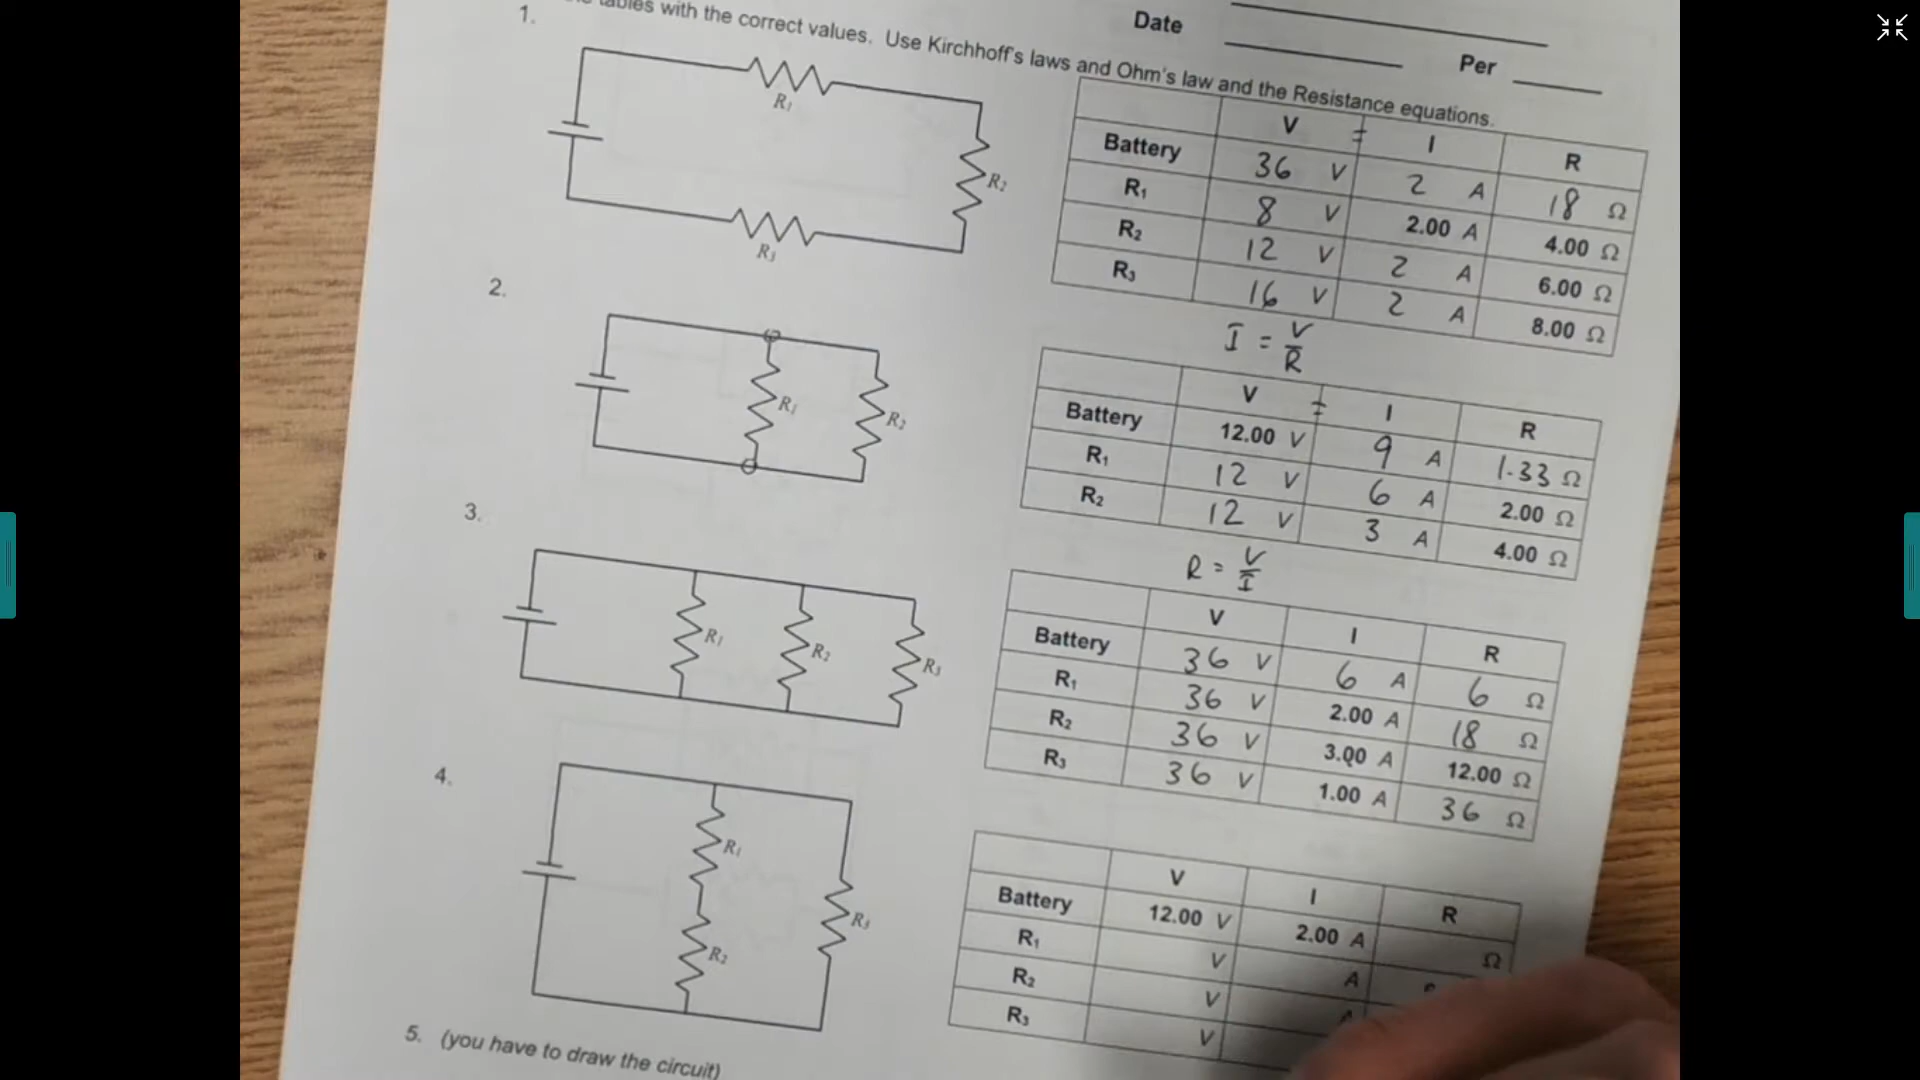 Date
Per
tables with the correct values. Use Kirchhoff's laws and Ohm's law and the Resistance equations.
1.
R1
R2
R3
V = I R
Battery 36 V 2 A 18 Ω
R1 8 V 2.00 A 4.00 Ω
R2 12 V 2 A 6.00 Ω
R3 16 V 2 A 8.00 Ω
I = V/R
2.
R1
R2
V = I R
Battery 12.00 V 9 A 1.33 Ω
R1 12 V 6 A 2.00 Ω
R2 12 V 3 A 4.00 Ω
R = V/I
3.
R1
R2
R3
V I R
Battery 36 V 6 A 6 Ω
R1 36 V 2.00 A 18 Ω
R2 36 V 3.00 A 12.00 Ω
R3 36 V 1.00 A 36 Ω
4.
R1
R2
R3
V I R
Battery 12.00 V 2.00 A Ω
R1 V A
R2 V A
R3 V
5. (you have to draw the circuit)